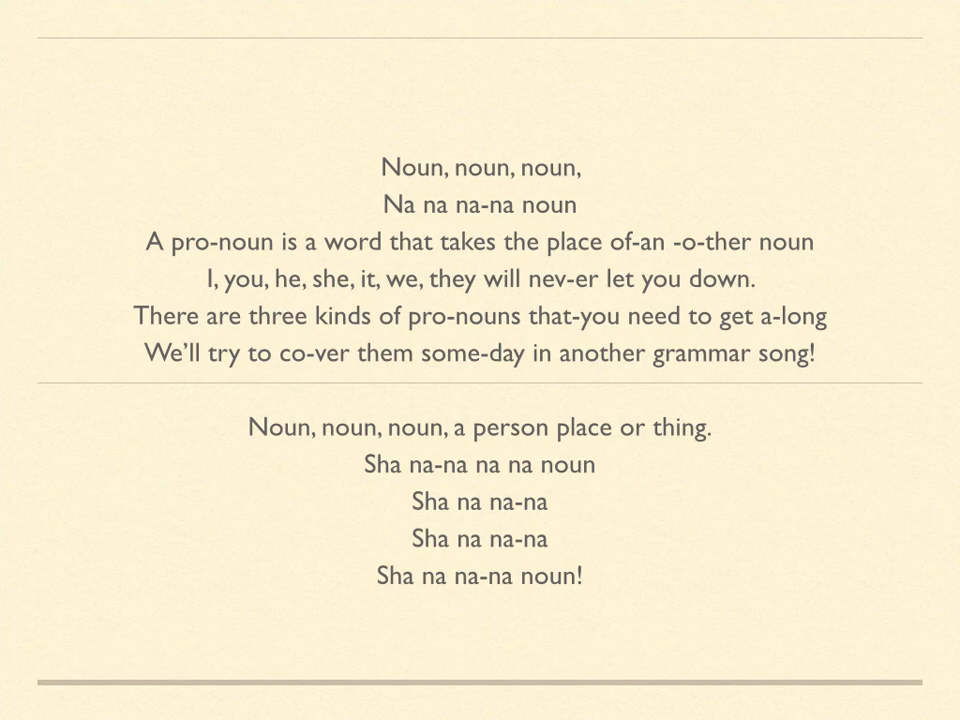 Noun, noun, noun,
Na na na-na noun
A pro-noun is a word that takes the place of-an -o-ther noun
I, you, he, she, it, we, they will nev-er let you down.
There are three kinds of pro-nouns that-you need to get a-long
We’ll try to co-ver them some-day in another grammar song!
Noun, noun, noun, a person place or thing.
Sha na-na na na noun
Sha na na-na
Sha na na-na
Sha na na-na noun!